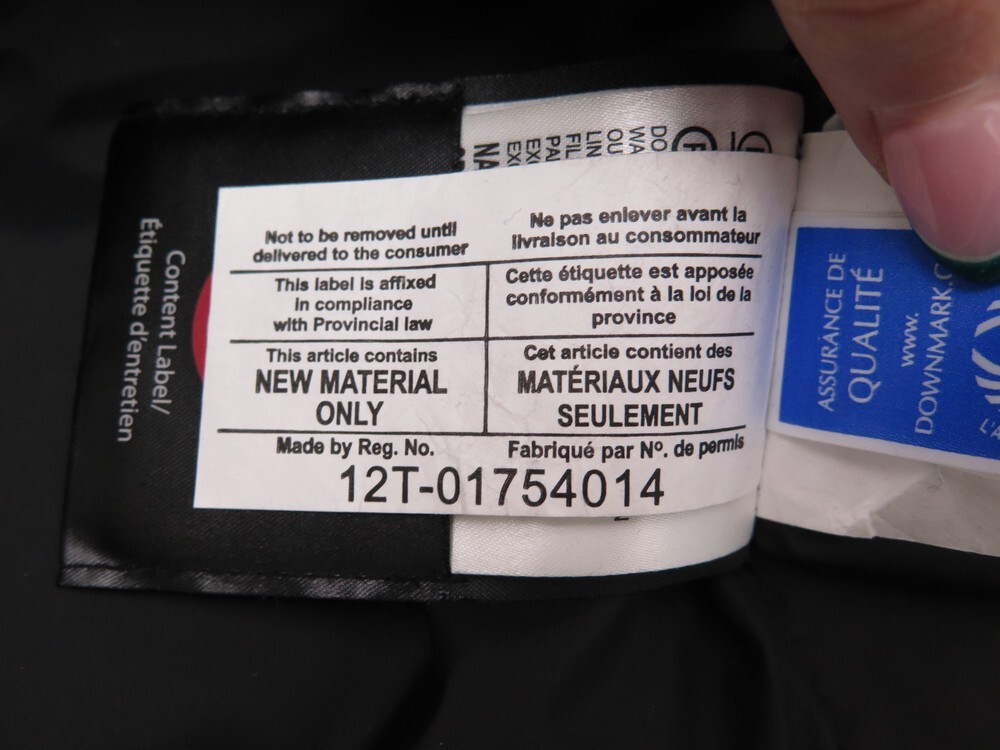 Not to be removed until
delivered to the consumer
Ne pas enlever avant la
livraison au consommateur
This label is affixed
in compliance
with Provincial law
Cette étiquette est apposée
conformément à la loi de la
province
This article contains
NEW MATERIAL
ONLY
Cet article contient des
MATÉRIAUX NEUFS
SEULEMENT
Made by Reg. No.
Fabriqué par Nº. de permis
12T-01754014
Content Label/
Étiquette d'entretien
ASSURANCE DE
QUALITÉ
www.
DOWNMARK.C